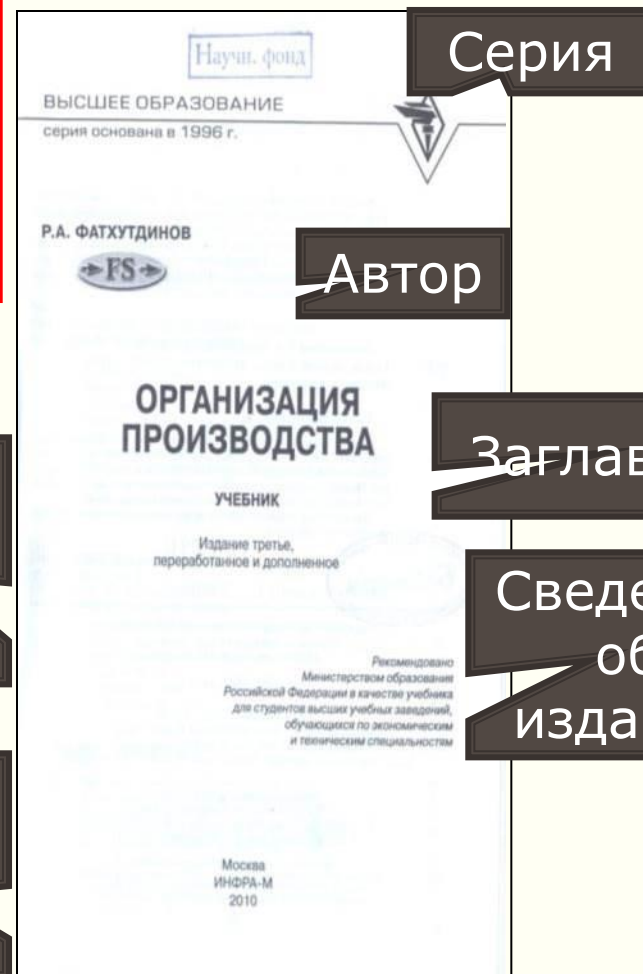 Научн. фонд
Серия
ВЫСШЕЕ ОБРАЗОВАНИЕ
серия основана в 1996 г.
Р.А. ФАТХУТДИНОВ
FS
Автор
ОРГАНИЗАЦИЯ
ПРОИЗВОДСТВА
Заглав
УЧЕБНИК
Издание третье,
переработанное и дополненное
Сведе
об
изда
Рекомендовано
Министерством образования
Российской Федерации в качестве учебника
для студентов высших учебных заведений,
обучающихся по экономическим
и техническим специальностям
Москва
ИНФРА-М
2010